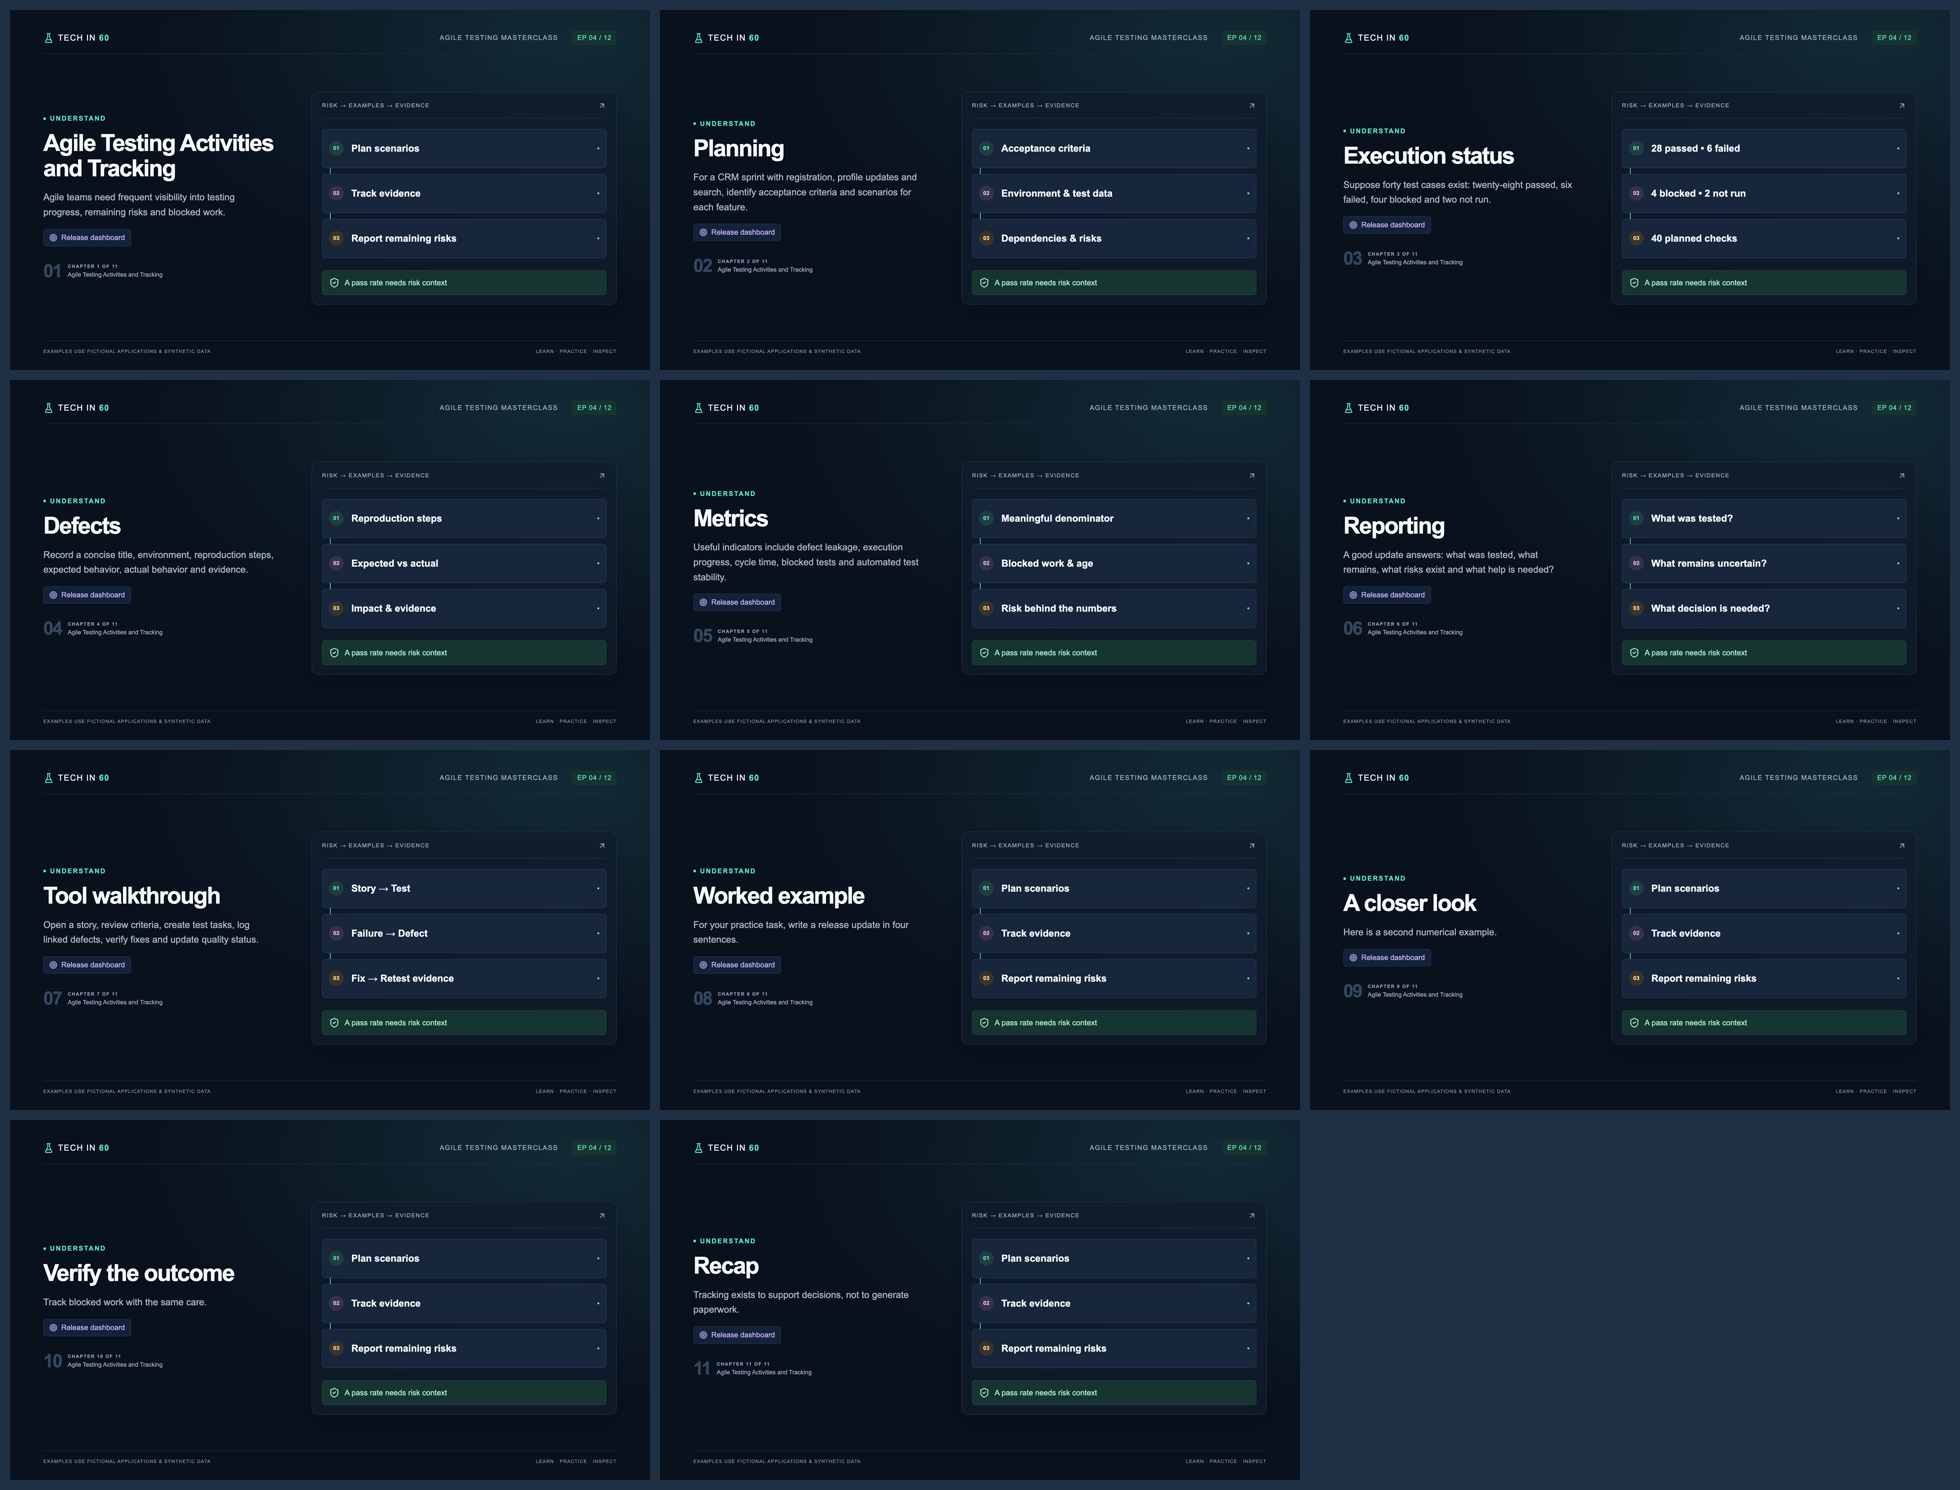 TECH IN 60
AGILE TESTING MASTERCLASS
EP 04 / 12
• UNDERSTAND
Agile Testing Activities
and Tracking
Agile teams need frequent visibility into testing
progress, remaining risks and blocked work.
Release dashboard
01
CHAPTER 1 OF 11
Agile Testing Activities and Tracking
RISK → EXAMPLES → EVIDENCE
01 Plan scenarios
02 Track evidence
03 Report remaining risks
A pass rate needs risk context
EXAMPLES USE FICTIONAL APPLICATIONS & SYNTHETIC DATA
LEARN · PRACTICE · INSPECT
TECH IN 60
AGILE TESTING MASTERCLASS
EP 04 / 12
• UNDERSTAND
Planning
For a CRM sprint with registration, profile updates and
search, identify acceptance criteria and scenarios for
each feature.
Release dashboard
02
CHAPTER 2 OF 11
Agile Testing Activities and Tracking
RISK → EXAMPLES → EVIDENCE
01 Acceptance criteria
02 Environment & test data
03 Dependencies & risks
A pass rate needs risk context
EXAMPLES USE FICTIONAL APPLICATIONS & SYNTHETIC DATA
LEARN · PRACTICE · INSPECT
TECH IN 60
AGILE TESTING MASTERCLASS
EP 04 / 12
• UNDERSTAND
Execution status
Suppose forty test cases exist: twenty-eight passed, six
failed, four blocked and two not run.
Release dashboard
03
CHAPTER 3 OF 11
Agile Testing Activities and Tracking
RISK → EXAMPLES → EVIDENCE
01 28 passed • 6 failed
02 4 blocked • 2 not run
03 40 planned checks
A pass rate needs risk context
EXAMPLES USE FICTIONAL APPLICATIONS & SYNTHETIC DATA
LEARN · PRACTICE · INSPECT
TECH IN 60
AGILE TESTING MASTERCLASS
EP 04 / 12
• UNDERSTAND
Defects
Record a concise title, environment, reproduction steps,
expected behavior, actual behavior and evidence.
Release dashboard
04
CHAPTER 4 OF 11
Agile Testing Activities and Tracking
RISK → EXAMPLES → EVIDENCE
01 Reproduction steps
02 Expected vs actual
03 Impact & evidence
A pass rate needs risk context
EXAMPLES USE FICTIONAL APPLICATIONS & SYNTHETIC DATA
LEARN · PRACTICE · INSPECT
TECH IN 60
AGILE TESTING MASTERCLASS
EP 04 / 12
• UNDERSTAND
Metrics
Useful indicators include defect leakage, execution
progress, cycle time, blocked tests and automated test
stability.
Release dashboard
05
CHAPTER 5 OF 11
Agile Testing Activities and Tracking
RISK → EXAMPLES → EVIDENCE
01 Meaningful denominator
02 Blocked work & age
03 Risk behind the numbers
A pass rate needs risk context
EXAMPLES USE FICTIONAL APPLICATIONS & SYNTHETIC DATA
LEARN · PRACTICE · INSPECT
TECH IN 60
AGILE TESTING MASTERCLASS
EP 04 / 12
• UNDERSTAND
Reporting
A good update answers: what was tested, what
remains, what risks exist and what help is needed?
Release dashboard
06
CHAPTER 6 OF 11
Agile Testing Activities and Tracking
RISK → EXAMPLES → EVIDENCE
01 What was tested?
02 What remains uncertain?
03 What decision is needed?
A pass rate needs risk context
EXAMPLES USE FICTIONAL APPLICATIONS & SYNTHETIC DATA
LEARN · PRACTICE · INSPECT
TECH IN 60
AGILE TESTING MASTERCLASS
EP 04 / 12
• UNDERSTAND
Tool walkthrough
Open a story, review criteria, create test tasks, log
linked defects, verify fixes and update quality status.
Release dashboard
07
CHAPTER 7 OF 11
Agile Testing Activities and Tracking
RISK → EXAMPLES → EVIDENCE
01 Story → Test
02 Failure → Defect
03 Fix → Retest evidence
A pass rate needs risk context
EXAMPLES USE FICTIONAL APPLICATIONS & SYNTHETIC DATA
LEARN · PRACTICE · INSPECT
TECH IN 60
AGILE TESTING MASTERCLASS
EP 04 / 12
• UNDERSTAND
Worked example
For your practice task, write a release update in four
sentences.
Release dashboard
08
CHAPTER 8 OF 11
Agile Testing Activities and Tracking
RISK → EXAMPLES → EVIDENCE
01 Plan scenarios
02 Track evidence
03 Report remaining risks
A pass rate needs risk context
EXAMPLES USE FICTIONAL APPLICATIONS & SYNTHETIC DATA
LEARN · PRACTICE · INSPECT
TECH IN 60
AGILE TESTING MASTERCLASS
EP 04 / 12
• UNDERSTAND
A closer look
Here is a second numerical example.
Release dashboard
09
CHAPTER 9 OF 11
Agile Testing Activities and Tracking
RISK → EXAMPLES → EVIDENCE
01 Plan scenarios
02 Track evidence
03 Report remaining risks
A pass rate needs risk context
EXAMPLES USE FICTIONAL APPLICATIONS & SYNTHETIC DATA
LEARN · PRACTICE · INSPECT
TECH IN 60
AGILE TESTING MASTERCLASS
EP 04 / 12
• UNDERSTAND
Verify the outcome
Track blocked work with the same care.
Release dashboard
10
CHAPTER 10 OF 11
Agile Testing Activities and Tracking
RISK → EXAMPLES → EVIDENCE
01 Plan scenarios
02 Track evidence
03 Report remaining risks
A pass rate needs risk context
EXAMPLES USE FICTIONAL APPLICATIONS & SYNTHETIC DATA
LEARN · PRACTICE · INSPECT
TECH IN 60
AGILE TESTING MASTERCLASS
EP 04 / 12
• UNDERSTAND
Recap
Tracking exists to support decisions, not to generate
paperwork.
Release dashboard
11
CHAPTER 11 OF 11
Agile Testing Activities and Tracking
RISK → EXAMPLES → EVIDENCE
01 Plan scenarios
02 Track evidence
03 Report remaining risks
A pass rate needs risk context
EXAMPLES USE FICTIONAL APPLICATIONS & SYNTHETIC DATA
LEARN · PRACTICE · INSPECT